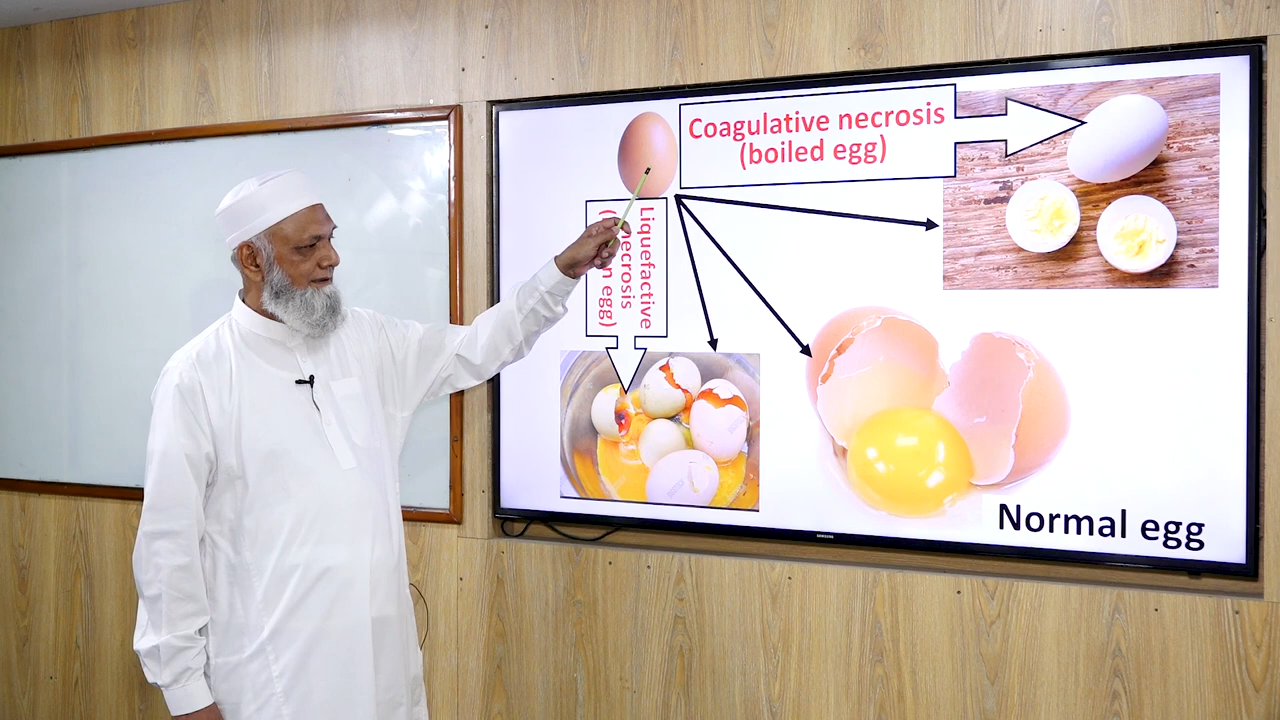 Coagulative necrosis
(boiled egg)
Liquefactive
necrosis
egg)
Normal egg
SAMSUNG